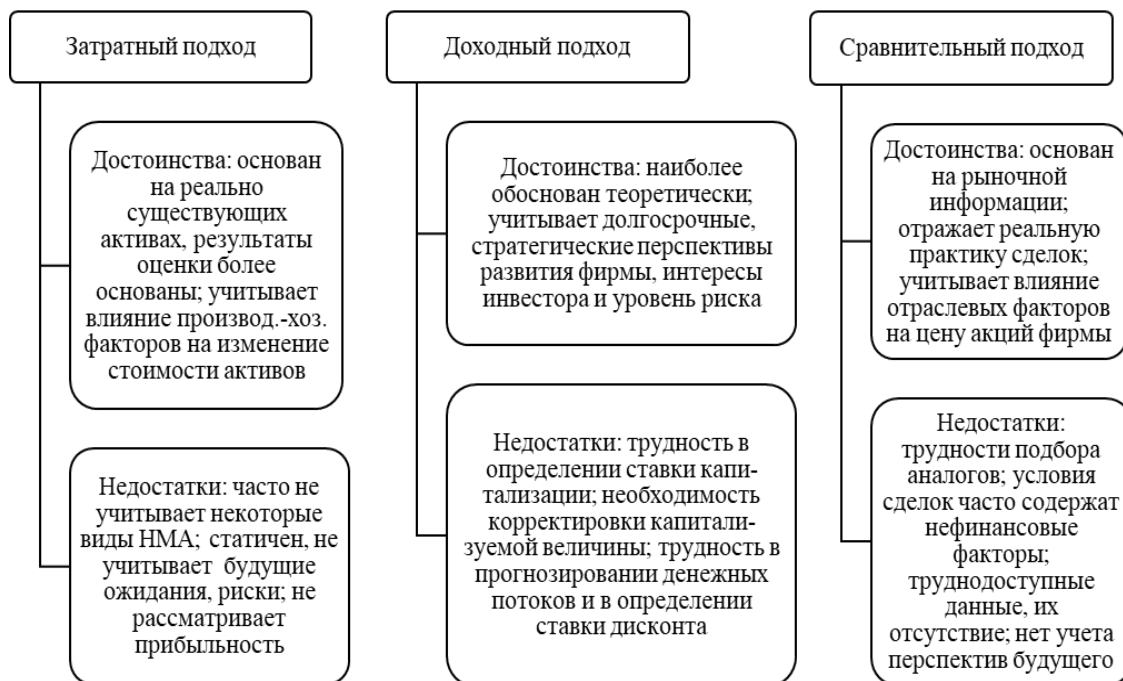 Затратный подход
Достоинства: основан
на реально
существующих
активах, результаты
оценки более
основаны; учитывает
влияние производ.-хоз.
факторов на изменение
стоимости активов
Недостатки: часто не
учитывает некоторые
виды НМА; статичен, не
учитывает будущие
ожидания, риски; не
рассматривает
прибыльность
Доходный подход
Достоинства: наиболее
обоснован теоретически;
учитывает долгосрочные,
стратегические перспективы
развития фирмы, интересы
инвестора и уровень риска
Недостатки: трудность в
определении ставки капи-
тализации; необходимость
корректировки капитали-
зуемой величины; трудность в
прогнозировании денежных
потоков и в определении
ставки дисконта
Сравнительный подход
Достоинства: основан
на рыночной
информации;
отражает реальную
практику сделок;
учитывает влияние
отраслевых факторов
на цену акций фирмы
Недостатки:
трудности подбора
аналогов; условия
сделок часто содержат
нефинансовые
факторы;
труднодоступные
данные, их
отсутствие; нет учета
перспектив будущего